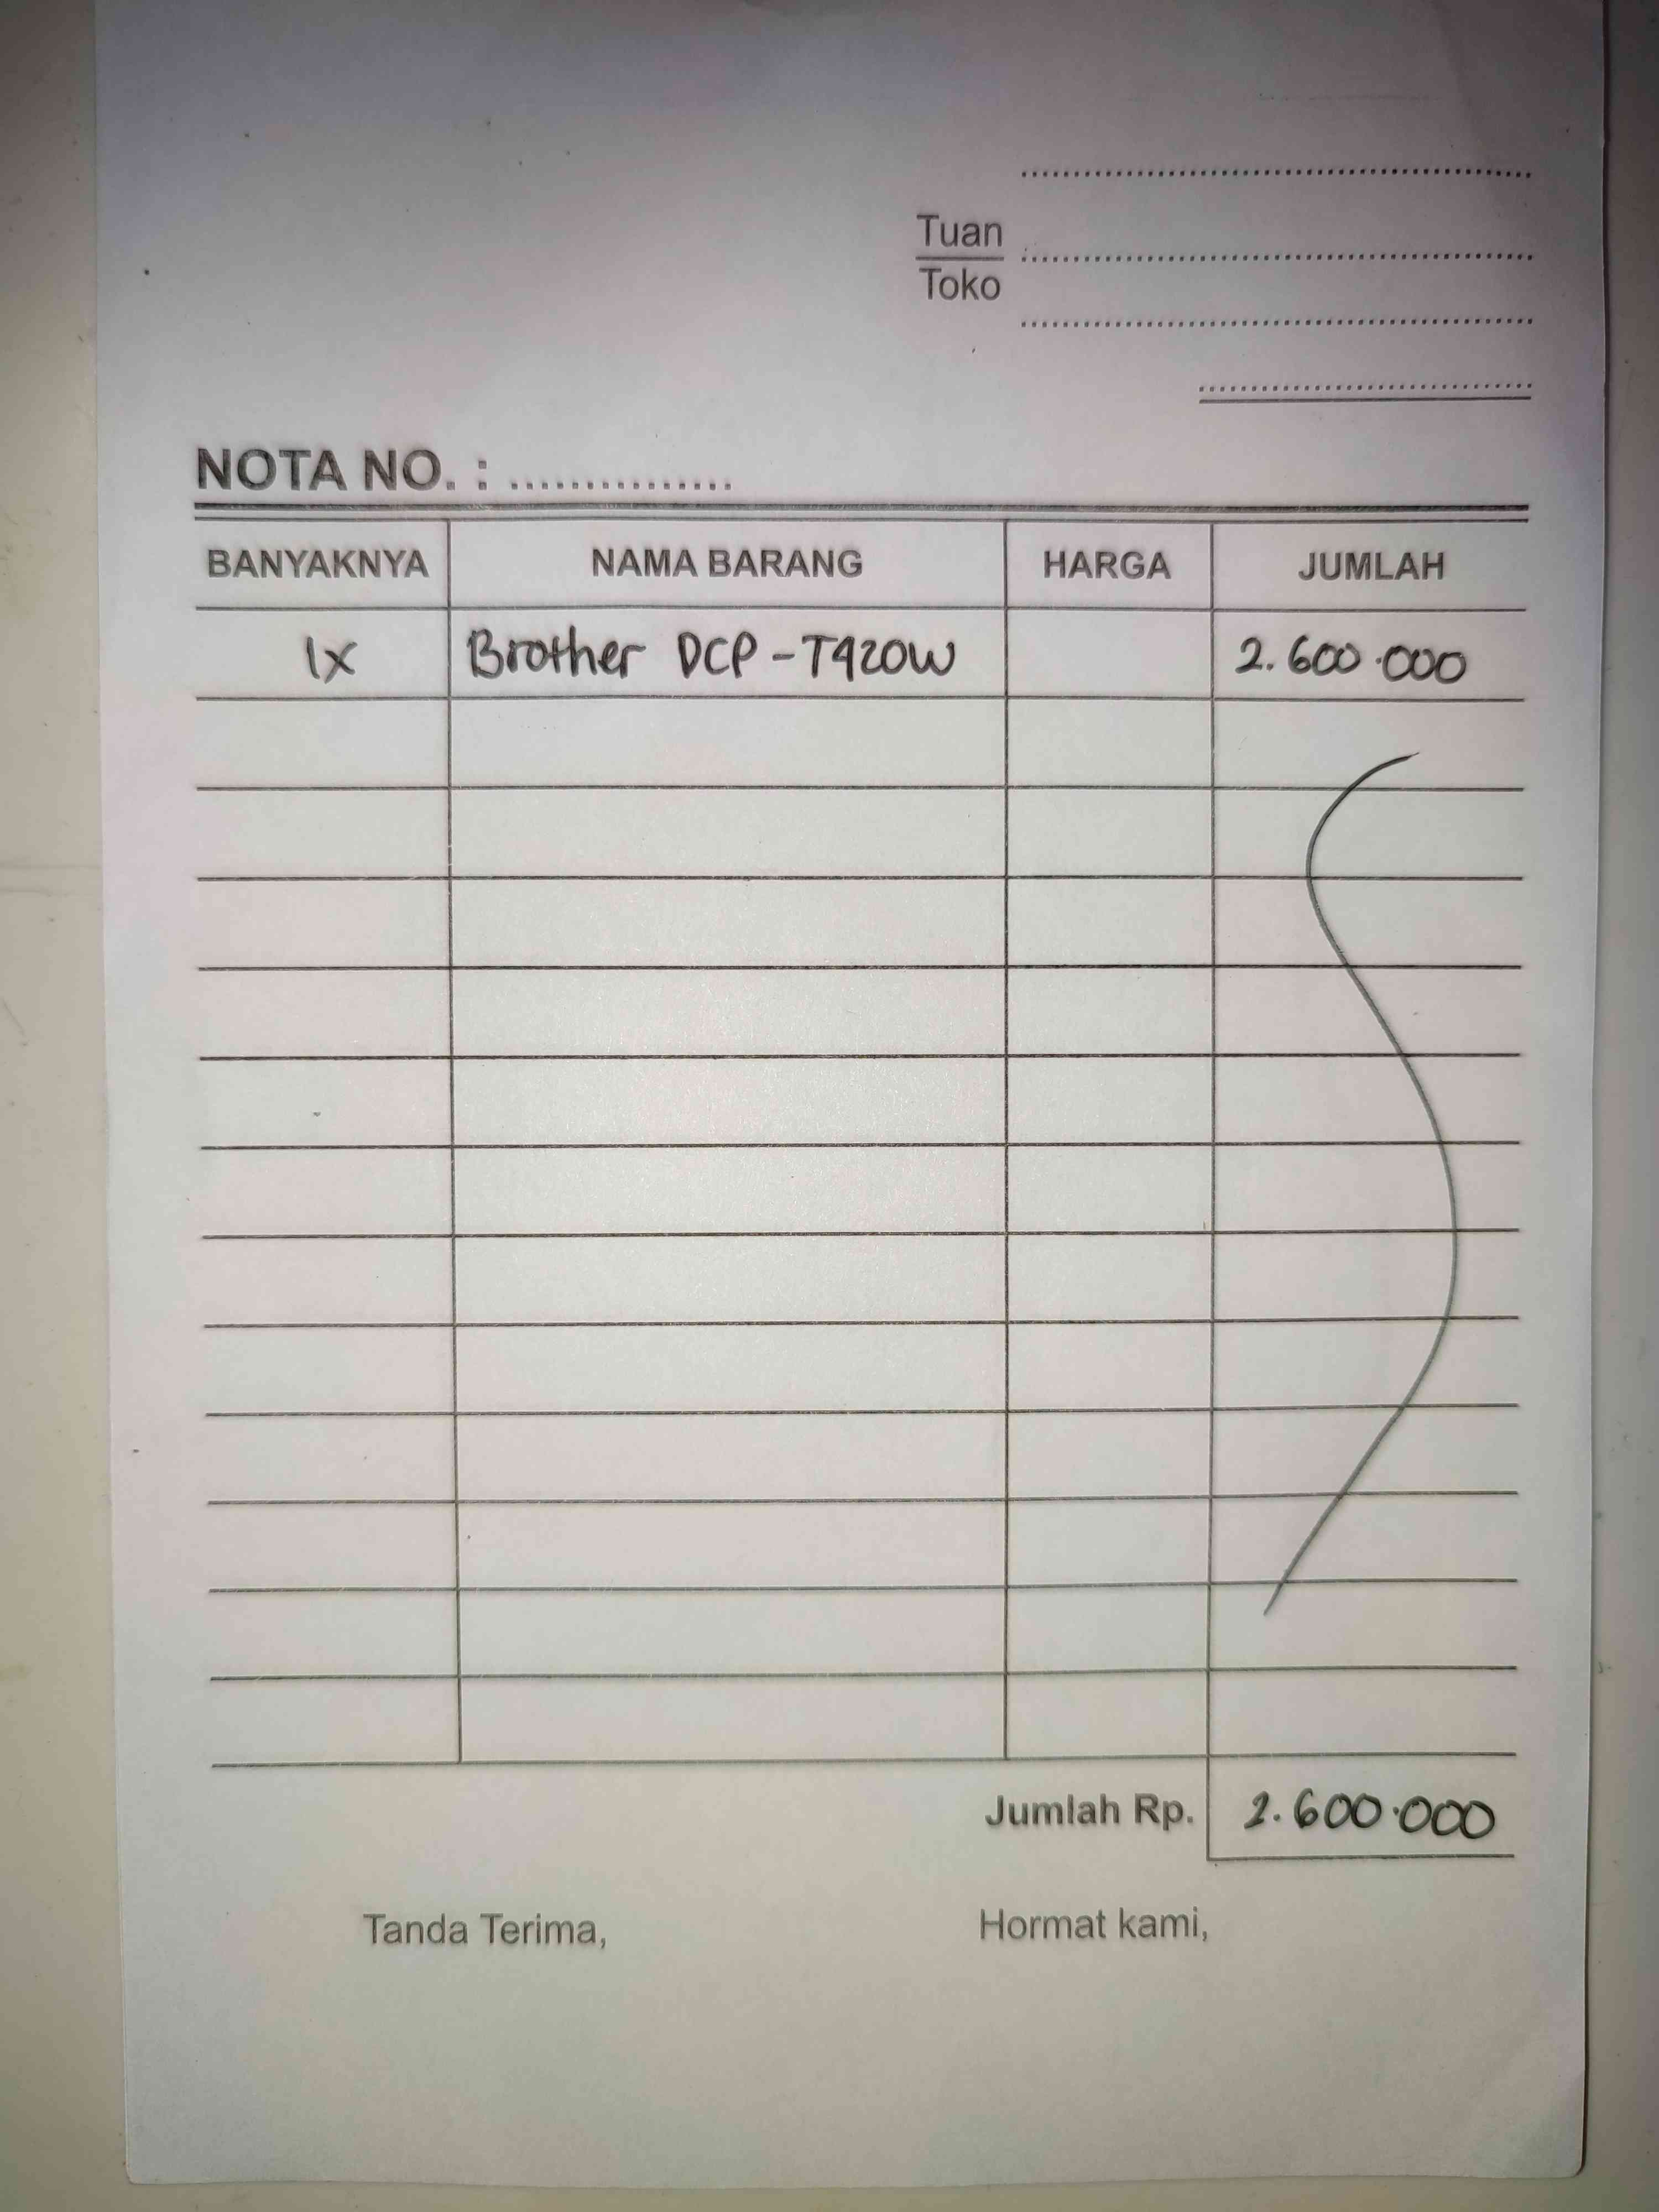 Tuan
Toko
NOTA NO. : ...............
BANYAKNYA NAMA BARANG HARGA JUMLAH
1x Brother DCP-T420W 2.600.000
Jumlah Rp. 2.600.000
Tanda Terima, Hormat kami,